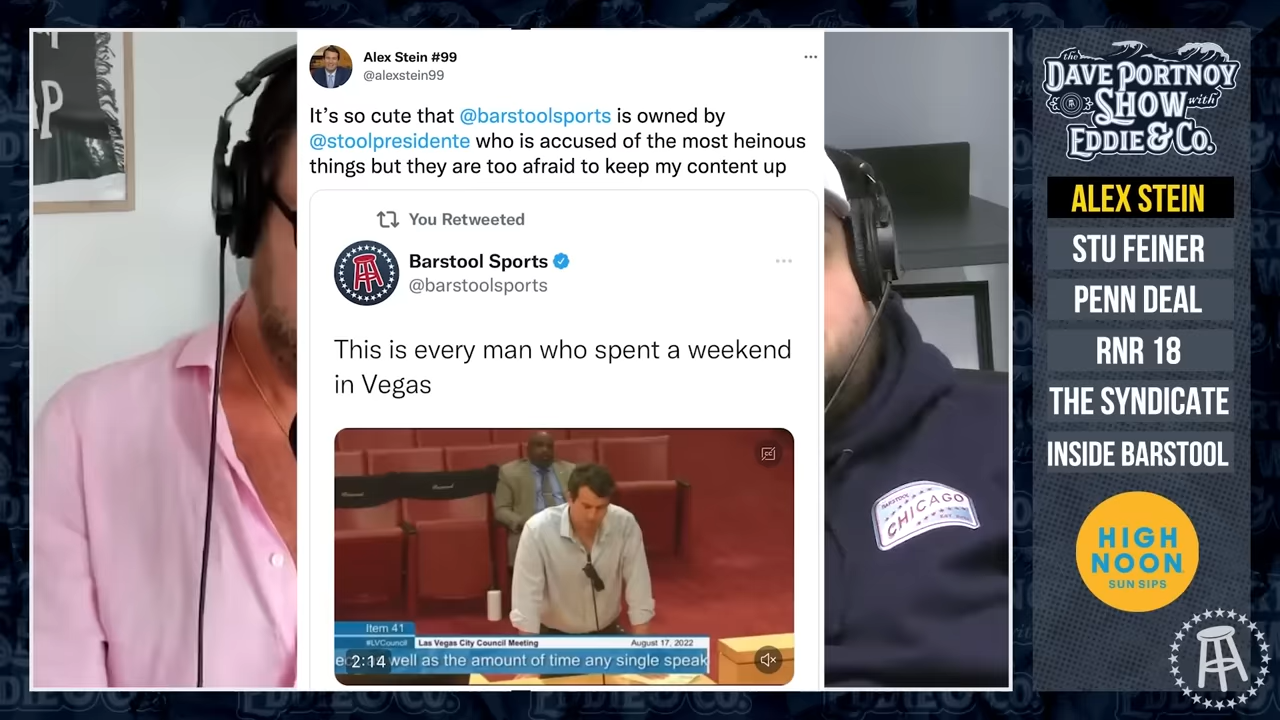 Alex Stein #99
@alexstein99
It's so cute that @barstoolsports is owned by
@stoolpresidente who is accused of the most heinous
things but they are too afraid to keep my content up
You Retweeted
Barstool Sports
@barstoolsports
This is every man who spent a weekend
in Vegas
Item 41
#LVCouncil
Las Vegas City Council Meeting
August 17, 2022
2:14
well as the amount of time any single speak
BARSTOOL
CHICAGO
the
DAVE PORTNOY
SHOW with
EDDIE & CO.
ALEX STEIN
STU FEINER
PENN DEAL
RNR 18
THE SYNDICATE
INSIDE BARSTOOL
HIGH
NOON
SUN SIPS